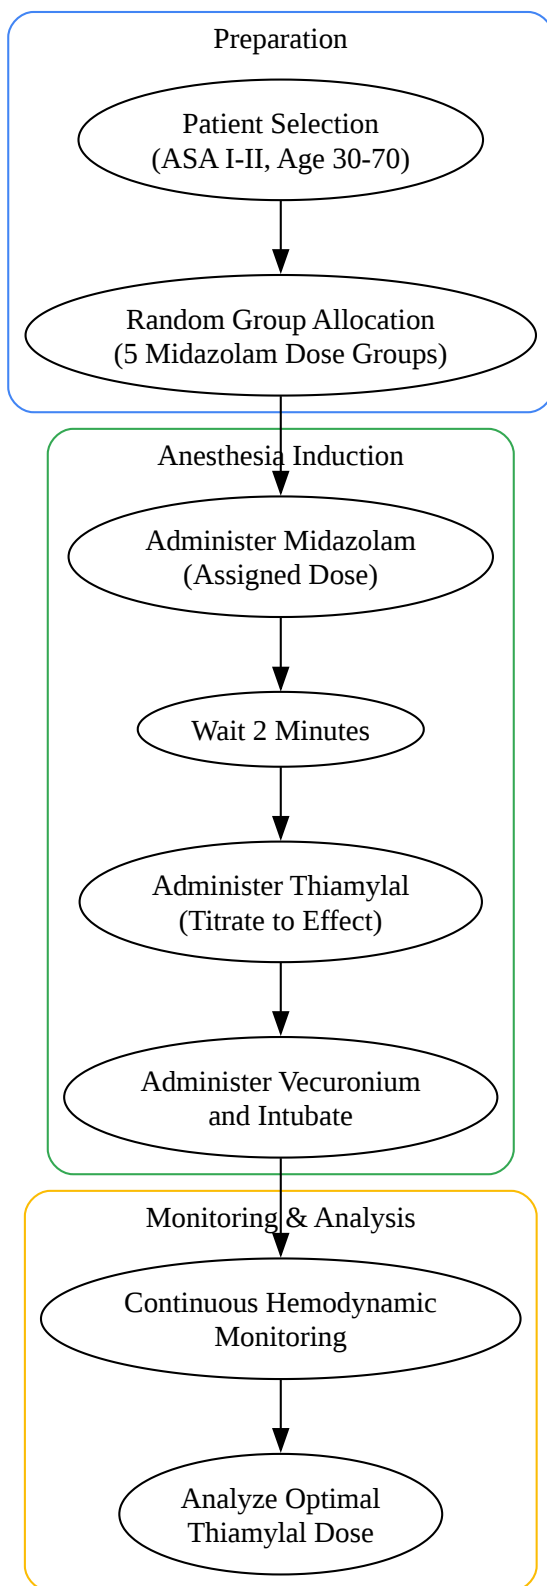 Preparation
Patient Selection
(ASA I-II, Age 30-70)
Random Group Allocation
(5 Midazolam Dose Groups)
Anesthesia Induction
Administer Midazolam
(Assigned Dose)
Wait 2 Minutes
Administer Thiamylal
(Titrate to Effect)
Administer Vecuronium
and Intubate
Monitoring & Analysis
Continuous Hemodynamic
Monitoring
Analyze Optimal
Thiamylal Dose